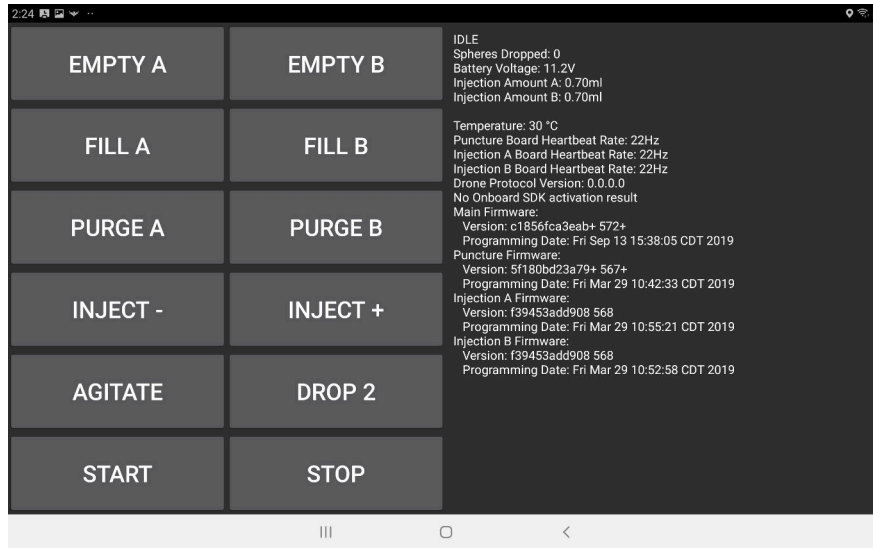 2:24
EMPTY A
EMPTY B
FILL A
FILL B
PURGE A
PURGE B
INJECT -
INJECT +
AGITATE
DROP 2
START
STOP
IDLE
Spheres Dropped: 0
Battery Voltage: 11.2V
Injection Amount A: 0.70ml
Injection Amount B: 0.70ml
Temperature: 30 °C
Puncture Board Heartbeat Rate: 22Hz
Injection A Board Heartbeat Rate: 22Hz
Injection B Board Heartbeat Rate: 22Hz
Drone Protocol Version: 0.0.0.0
No Onboard SDK activation result
Main Firmware:
Version: c1856fca3eab+ 572+
Programming Date: Fri Sep 13 15:38:05 CDT 2019
Puncture Firmware:
Version: 5f180bd23a79+ 567+
Programming Date: Fri Mar 29 10:42:33 CDT 2019
Injection A Firmware:
Version: f39453add908 568
Programming Date: Fri Mar 29 10:55:21 CDT 2019
Injection B Firmware:
Version: f39453add908 568
Programming Date: Fri Mar 29 10:52:58 CDT 2019